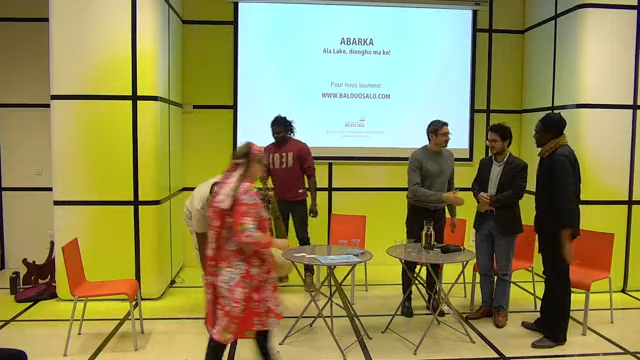 ABARKA
Ala Lake, diongho ma ke!
Pour nous soutenir:
WWW.BALOUOSALO.COM